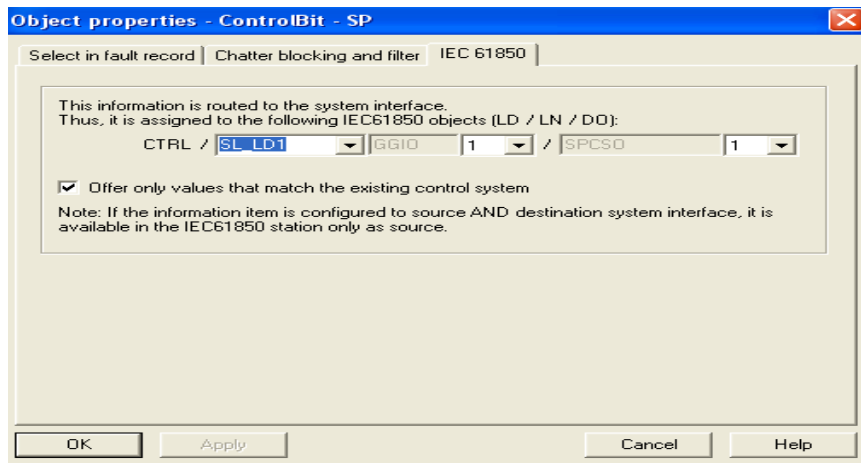 Object properties - ControlBit - SP
Select in fault record Chatter blocking and filter IEC 61850
This information is routed to the system interface.
Thus, it is assigned to the following IEC61850 objects (LD / LN / DO):
CTRL / SL_LD1 GGIO 1 / SPCSO 1
Offer only values that match the existing control system
Note: If the information item is configured to source AND destination system interface, it is
available in the IEC61850 station only as source.
OK Apply Cancel Help